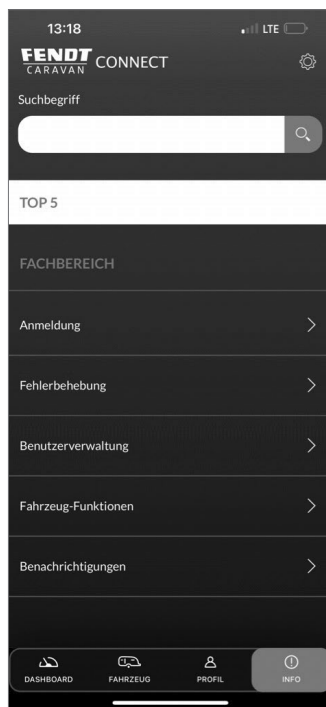 13:18
LTE
FENDT
CARAVAN CONNECT
Suchbegriff
TOP 5
FACHBEREICH
Anmeldung
Fehlerbehebung
Benutzerverwaltung
Fahrzeug-Funktionen
Benachrichtigungen
DASHBOARD FAHRZEUG PROFIL INFO